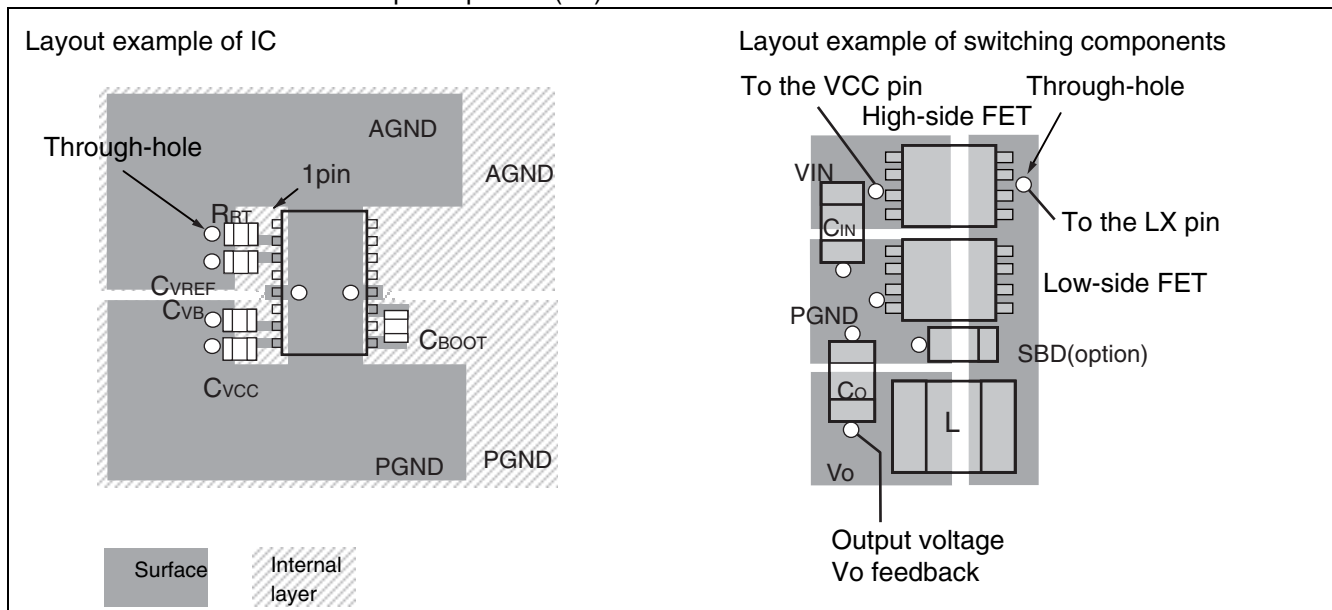 Layout example of IC
AGND
Through-hole
1pin
AGND
RRT
CVREF
CVB
CBOOT
CVCC
PGND
PGND
Surface
Internal
layer
Layout example of switching components
To the VCC pin
Through-hole
High-side FET
VIN
To the LX pin
CIN
Low-side FET
PGND
SBD(option)
CO
L
Vo
Output voltage
Vo feedback